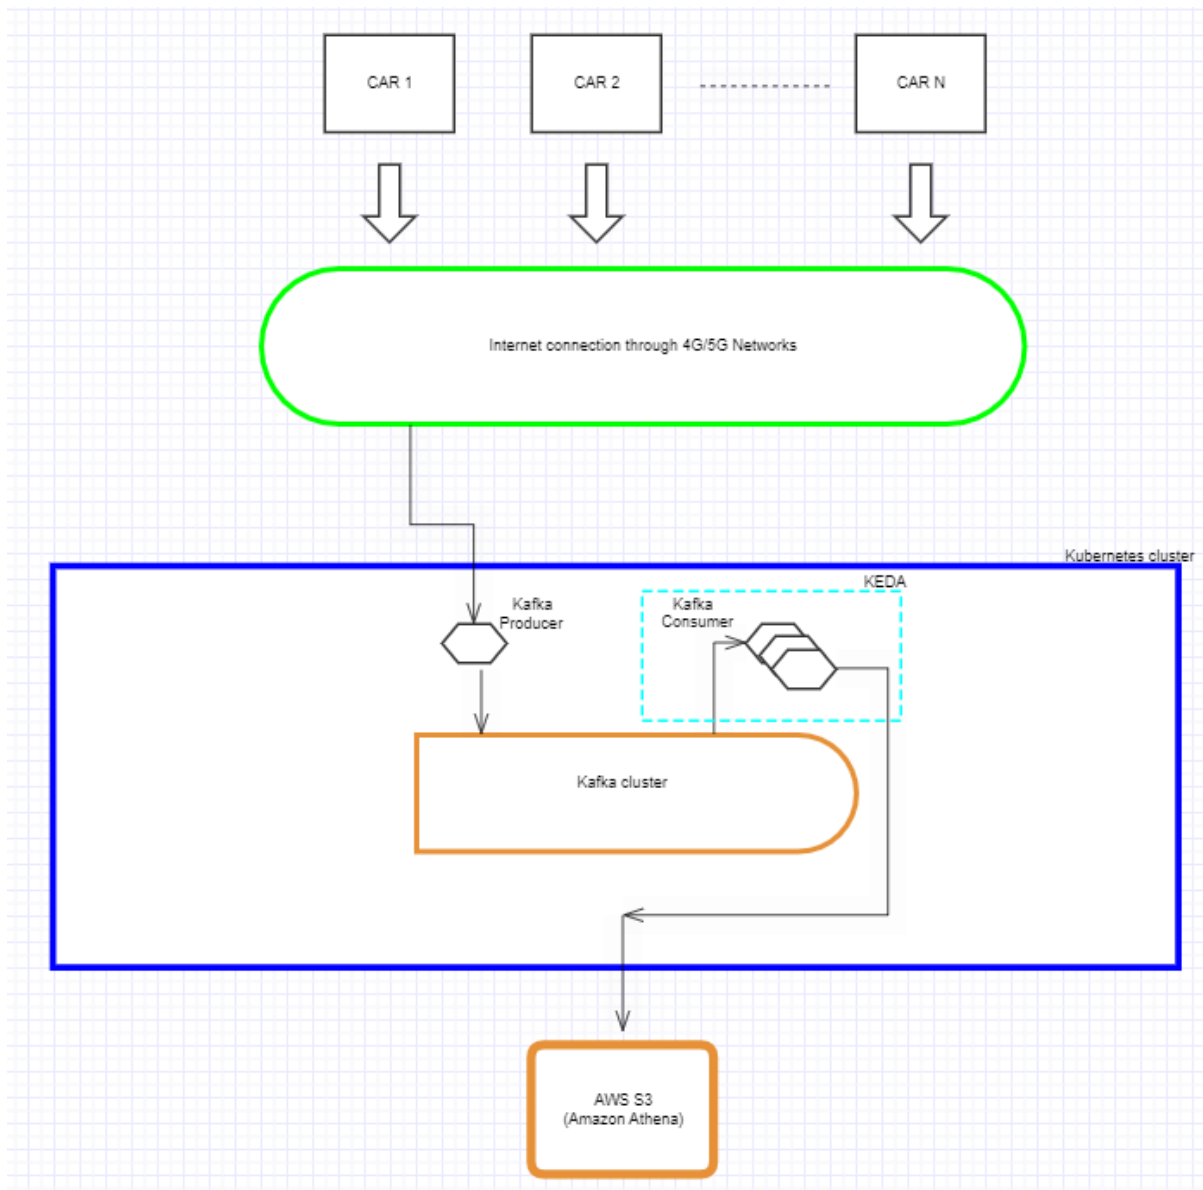 CAR 1
CAR 2
CAR N
Internet connection through 4G/5G Networks
Kubernetes cluster
KEDA
Kafka
Producer
Kafka
Consumer
Kafka cluster
AWS S3
(Amazon Athena)